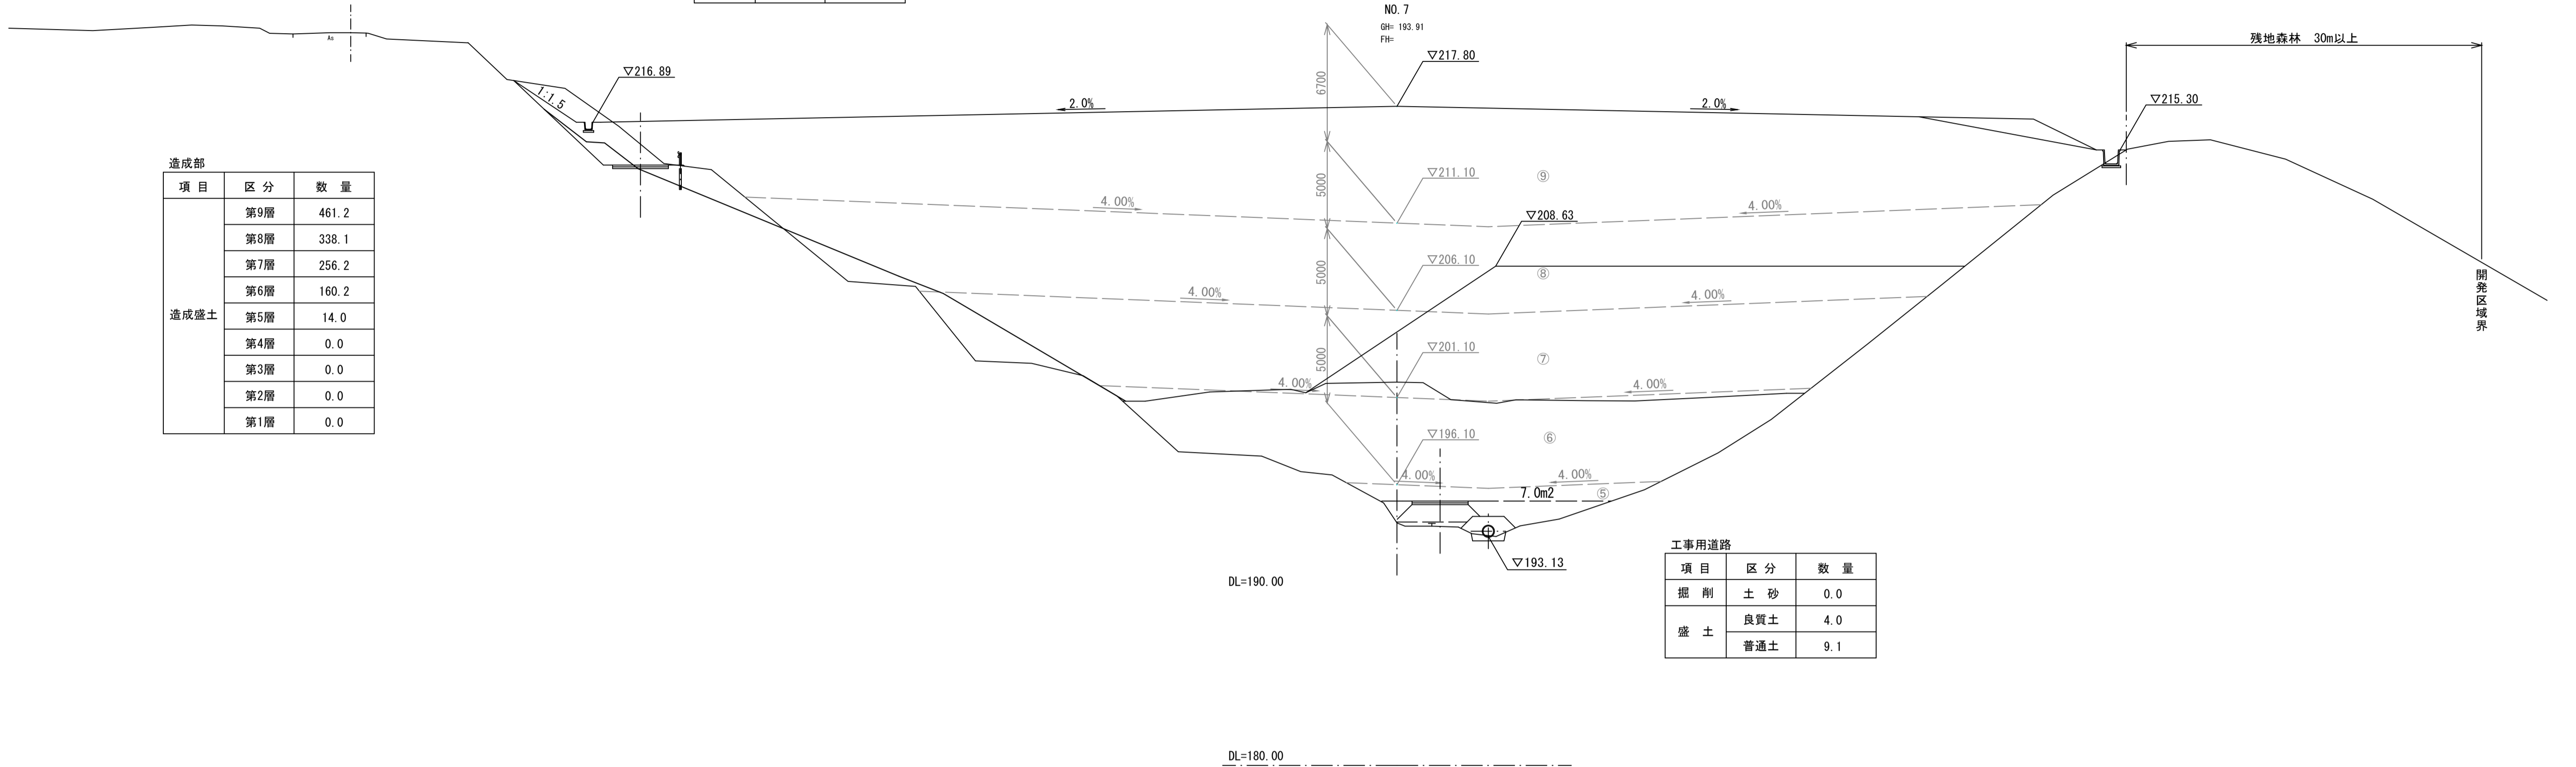 NO. 7
GH= 193.91
FH=
As
残地森林　30m以上
▽217.80
▽216.89
1:1.5
6700
2.0%
2.0%
▽215.30
造成部
項 目 区 分 数 量
造成盛土
第9層 461.2
第8層 338.1
第7層 256.2
第6層 160.2
第5層 14.0
第4層 0.0
第3層 0.0
第2層 0.0
第1層 0.0
▽211.10
⑨
5000
4.00%
4.00%
▽208.63
▽206.10
⑧
5000
4.00%
4.00%
開発区域界
▽201.10
⑦
5000
4.00%
4.00%
▽196.10
⑥
4.00%
4.00%
7.0m2
⑤
▽193.13
DL=190.00
工事用道路
項 目 区 分 数 量
掘 削 土 砂 0.0
盛 土
良質土 4.0
普通土 9.1
DL=180.00